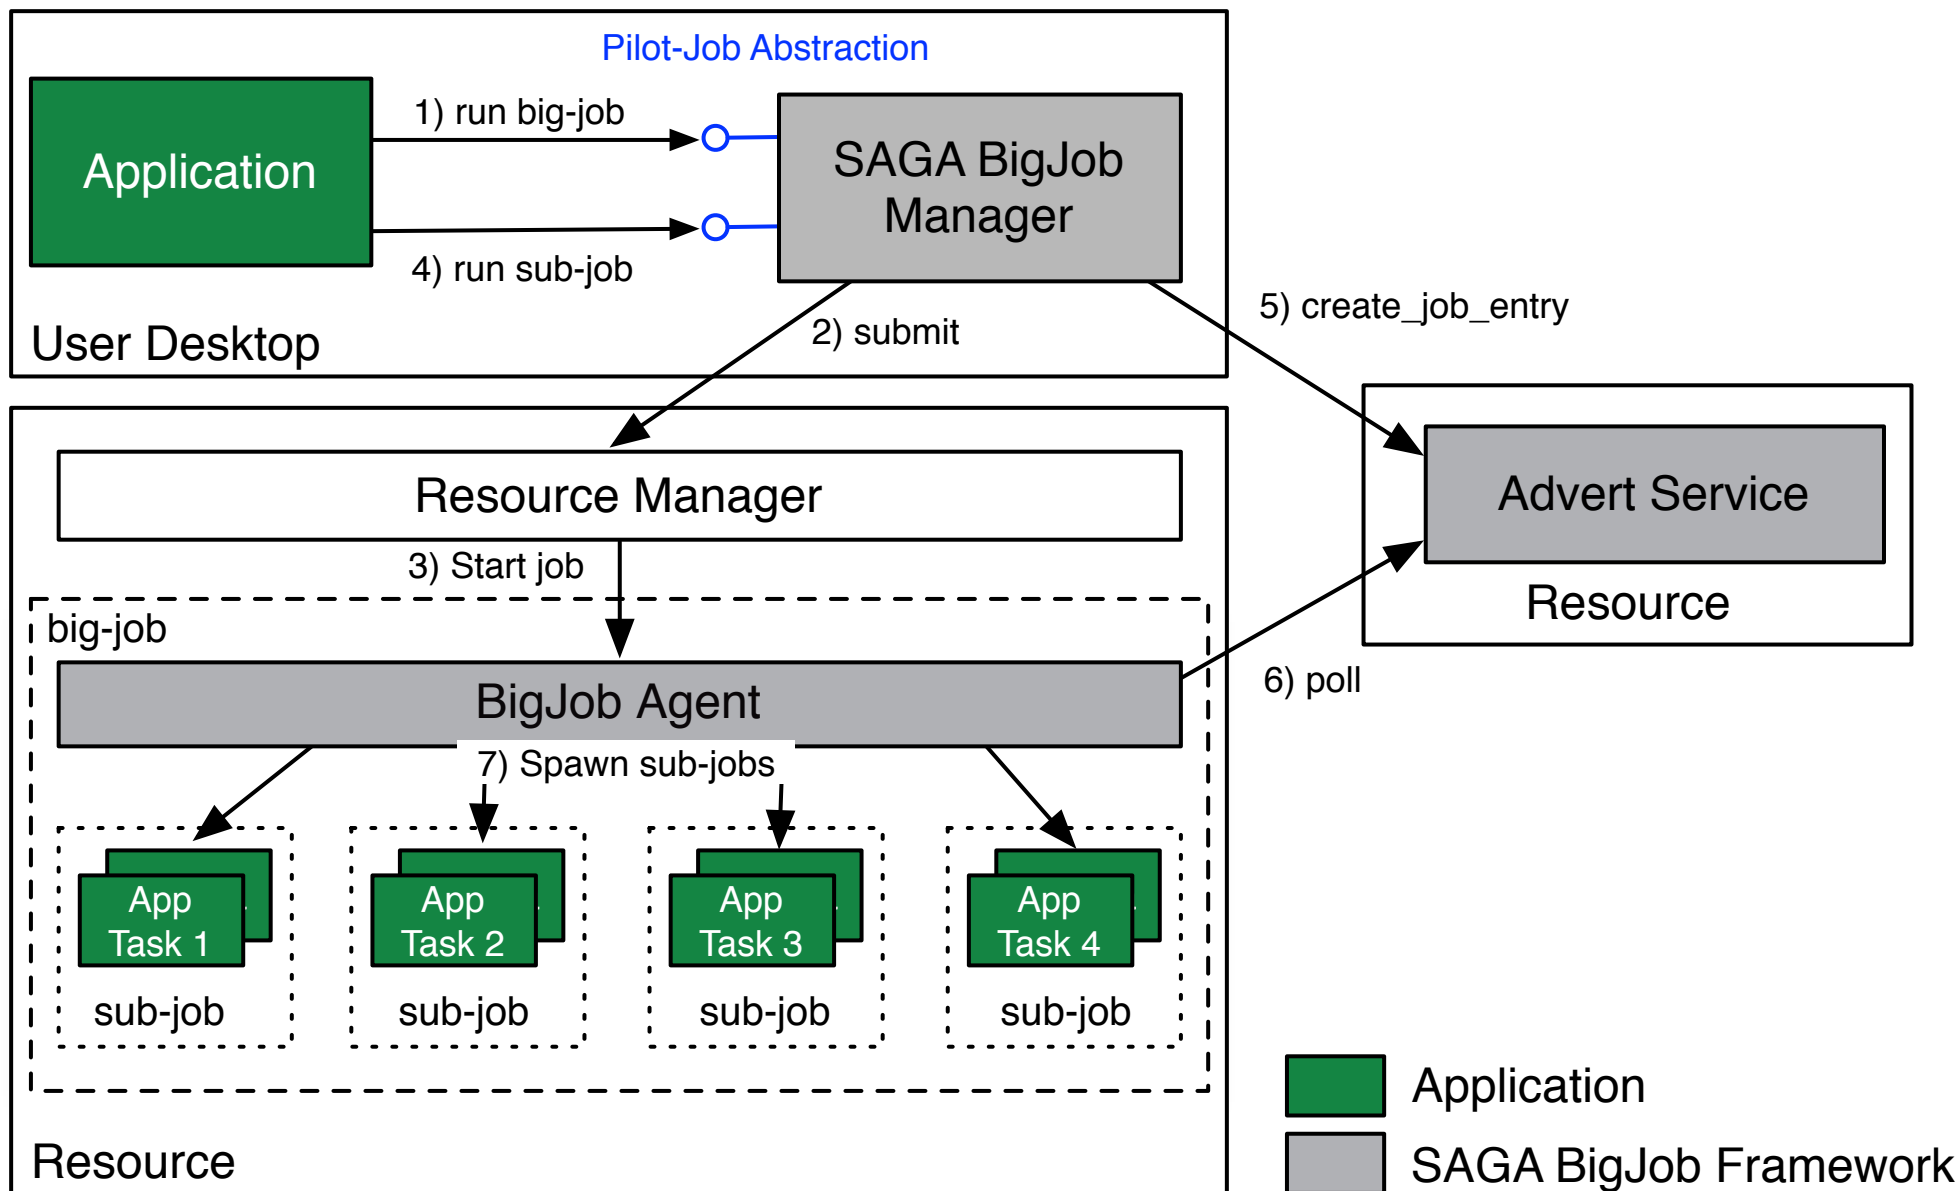 Pilot-Job Abstraction
Application
1) run big-job
4) run sub-job
SAGA BigJob
Manager
User Desktop
2) submit
5) create_job_entry
Resource Manager
3) Start job
Advert Service
Resource
big-job
BigJob Agent
6) poll
7) Spawn sub-jobs
App
Task 1
sub-job
App
Task 2
sub-job
App
Task 3
sub-job
App
Task 4
sub-job
Resource
Application
SAGA BigJob Framework